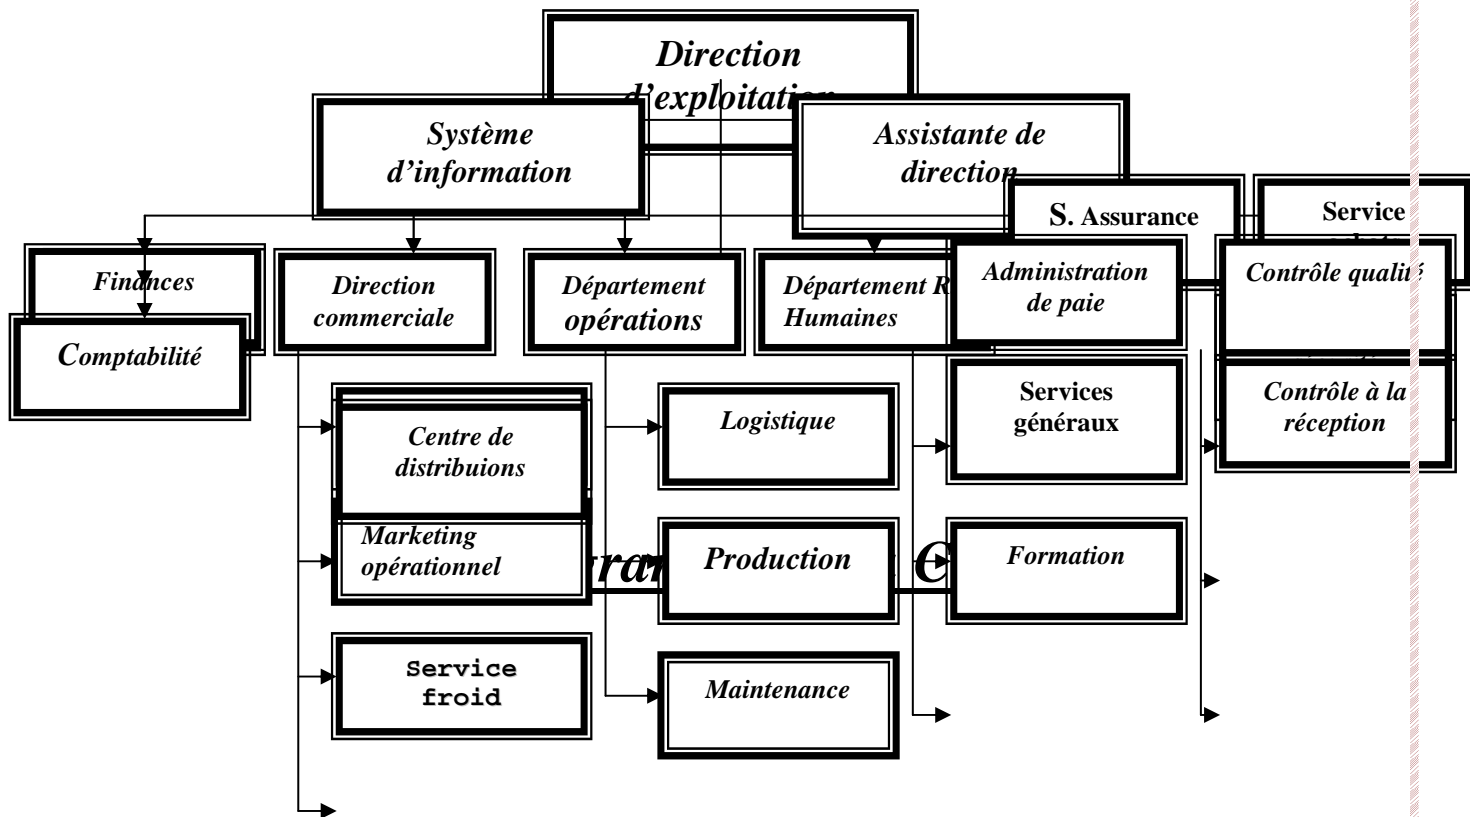 Direction
d'exploitation
Système
d'information
Assistante de
direction
S. Assurance
Service
Finances
Direction
commerciale
Département
opérations
Département R
Humaines
Administration
de paie
Contrôle qualité
Comptabilité
Centre de
distribuions
Logistique
Services
généraux
Contrôle à la
réception
Marketing
opérationnel
Production
C
Formation
Service
froid
Maintenance